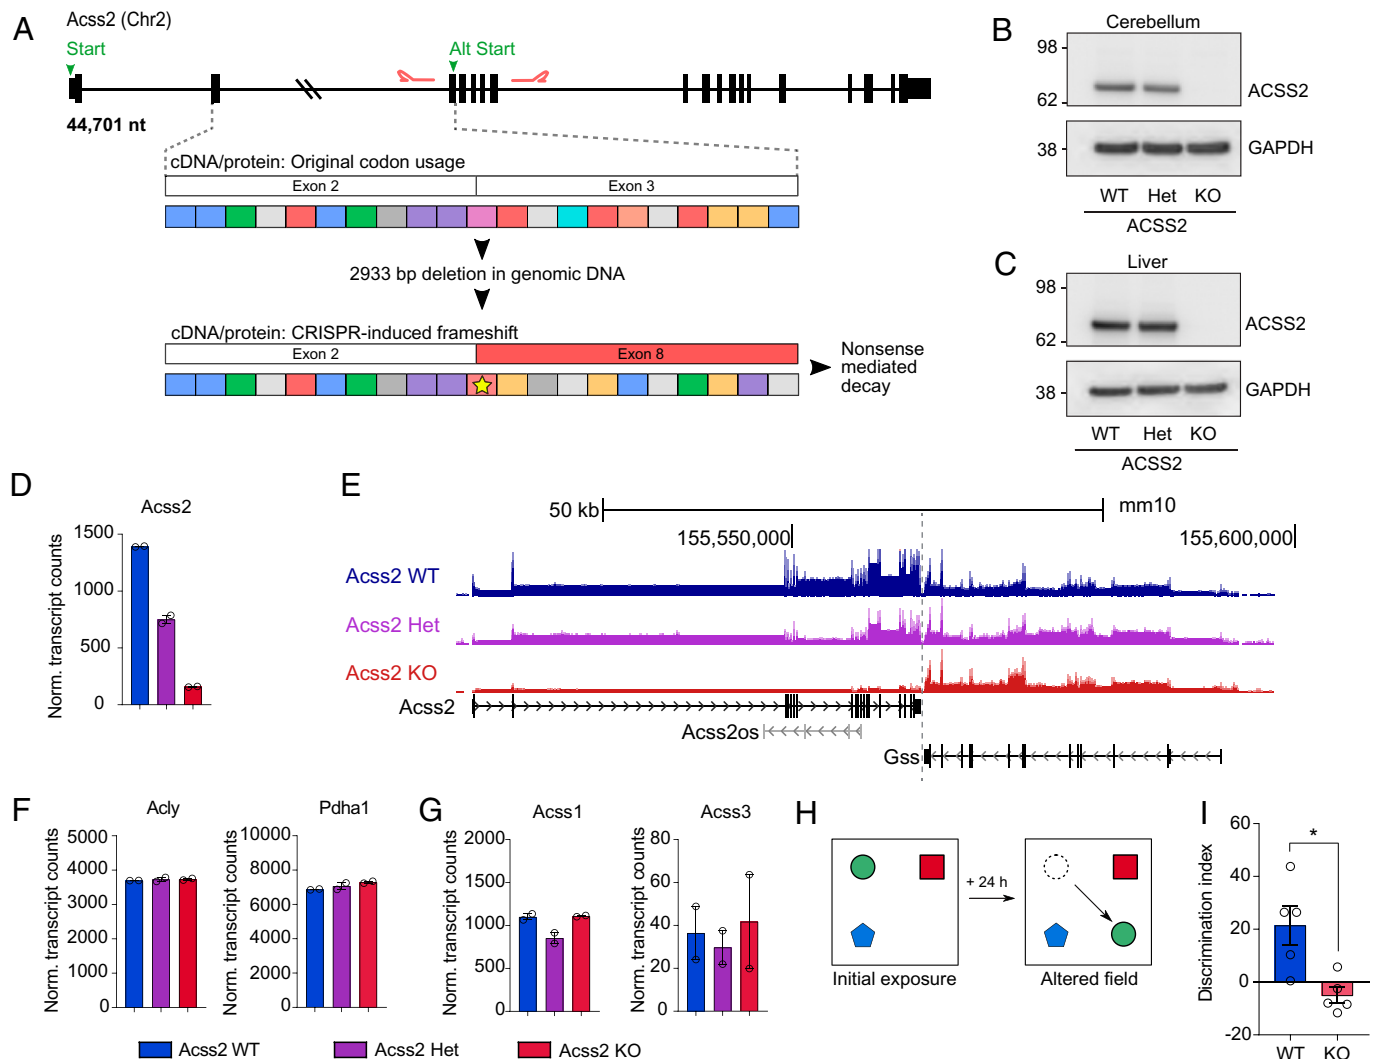 A
Acss2 (Chr2)
Start
Alt Start
44,701 nt
cDNA/protein: Original codon usage
Exon 2
Exon 3
2933 bp deletion in genomic DNA
cDNA/protein: CRISPR-induced frameshift
Exon 2
Exon 8
Nonsense
mediated
decay
B
Cerebellum
98
62
ACSS2
38
GAPDH
WT Het KO
ACSS2
C
Liver
98
62
ACSS2
38
GAPDH
WT Het KO
ACSS2
D
Acss2
Norm. transcript counts
1500
1000
500
0
E
50 kb
mm10
155,550,000
155,600,000
Acss2 WT
Acss2 Het
Acss2 KO
Acss2
Acss2os
Gss
F
Acly
Norm. transcript counts
5000
4000
3000
2000
1000
0
Pdha1
Norm. transcript counts
10000
8000
6000
4000
2000
0
G
Acss1
Norm. transcript counts
2000
1500
1000
500
0
Acss3
Norm. transcript counts
80
60
40
20
0
Acss2 WT
Acss2 Het
Acss2 KO
H
+ 24 h
Initial exposure
Altered field
I
Discrimination index
60
40
20
0
-20
*
WT KO